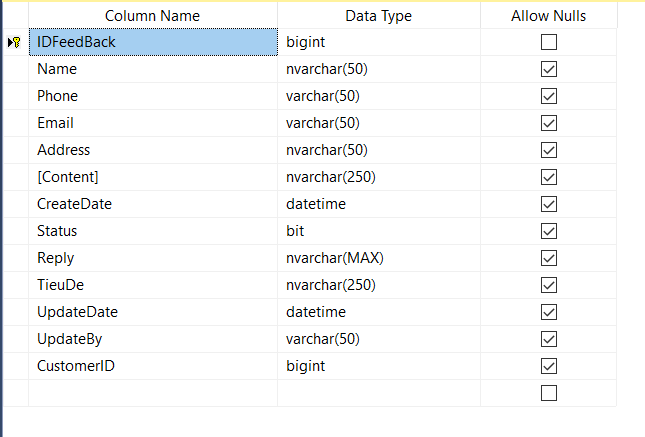 Column Name Data Type Allow Nulls
IDFeedBack bigint
Name nvarchar(50)
Phone varchar(50)
Email varchar(50)
Address nvarchar(50)
[Content] nvarchar(250)
CreateDate datetime
Status bit
Reply nvarchar(MAX)
TieuDe nvarchar(250)
UpdateDate datetime
UpdateBy varchar(50)
CustomerID bigint